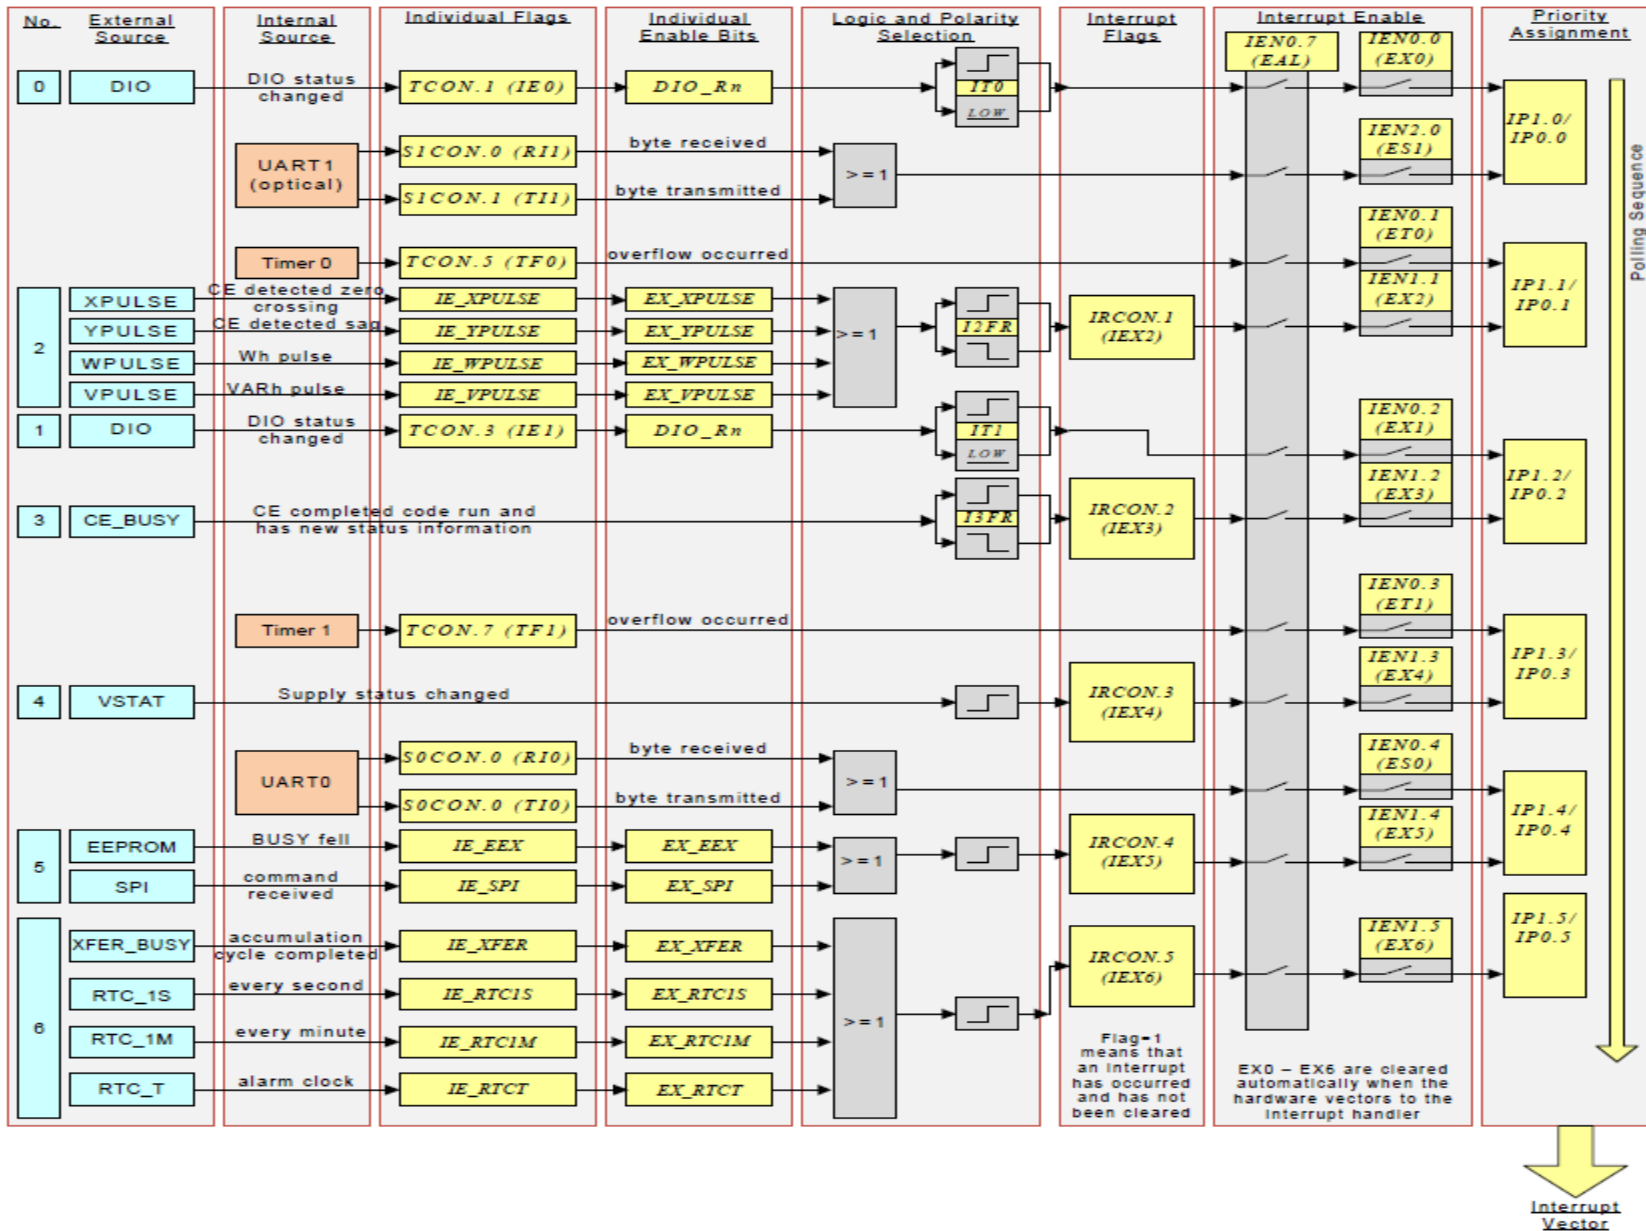 No.
External
Source
Internal
Source
Individual Flags
Individual
Enable Bits
Logic and Polarity
Selection
Interrupt
Flags
Interrupt Enable
Priority
Assignment
IEN0.7
(EAL)
IEN0.0
(EX0)
0
DIO
DIO status
changed
TCON.1 (IE0)
DIO_Rn
IT0
LOW
IP1.0/
IP0.0
Polling Sequence
UART1
(optical)
S1CON.0 (RI1)
byte received
S1CON.1 (TI1)
byte transmitted
>=1
IEN2.0
(ES1)
Timer 0
TCON.5 (TF0)
overflow occurred
IEN0.1
(ET0)
IEN1.1
(EX2)
IP1.1/
IP0.1
2
XPULSE
CE detected zero
crossing
IE_XPULSE
EX_XPULSE
YPULSE
CE detected sag
IE_YPULSE
EX_YPULSE
WPULSE
Wh pulse
IE_WPULSE
EX_WPULSE
VPULSE
VARh pulse
IE_VPULSE
EX_VPULSE
>=1
I2FR
IRCON.1
(IEX2)
1
DIO
DIO status
changed
TCON.3 (IE1)
DIO_Rn
IT1
LOW
IEN0.2
(EX1)
IEN1.2
(EX3)
IP1.2/
IP0.2
3
CE_BUSY
CE completed code run and
has new status information
I3FR
IRCON.2
(IEX3)
Timer 1
TCON.7 (TF1)
overflow occurred
IEN0.3
(ET1)
IEN1.3
(EX4)
IP1.3/
IP0.3
4
VSTAT
Supply status changed
IRCON.3
(IEX4)
UART0
S0CON.0 (RI0)
byte received
S0CON.0 (TI0)
byte transmitted
>=1
IEN0.4
(ES0)
IEN1.4
(EX5)
IP1.4/
IP0.4
5
EEPROM
BUSY fell
IE_EEX
EX_EEX
SPI
command
received
IE_SPI
EX_SPI
>=1
IRCON.4
(IEX5)
6
XFER_BUSY
accumulation
cycle completed
IE_XFER
EX_XFER
RTC_1S
every second
IE_RTC1S
EX_RTC1S
RTC_1M
every minute
IE_RTC1M
EX_RTC1M
RTC_T
alarm clock
IE_RTCT
EX_RTCT
>=1
IRCON.5
(IEX6)
IEN1.5
(EX6)
IP1.5/
IP0.5
Flag=1
means that
an interrupt
has occurred
and has not
been cleared
EX0 – EX6 are cleared
automatically when the
hardware vectors to the
interrupt handler
Interrupt
Vector